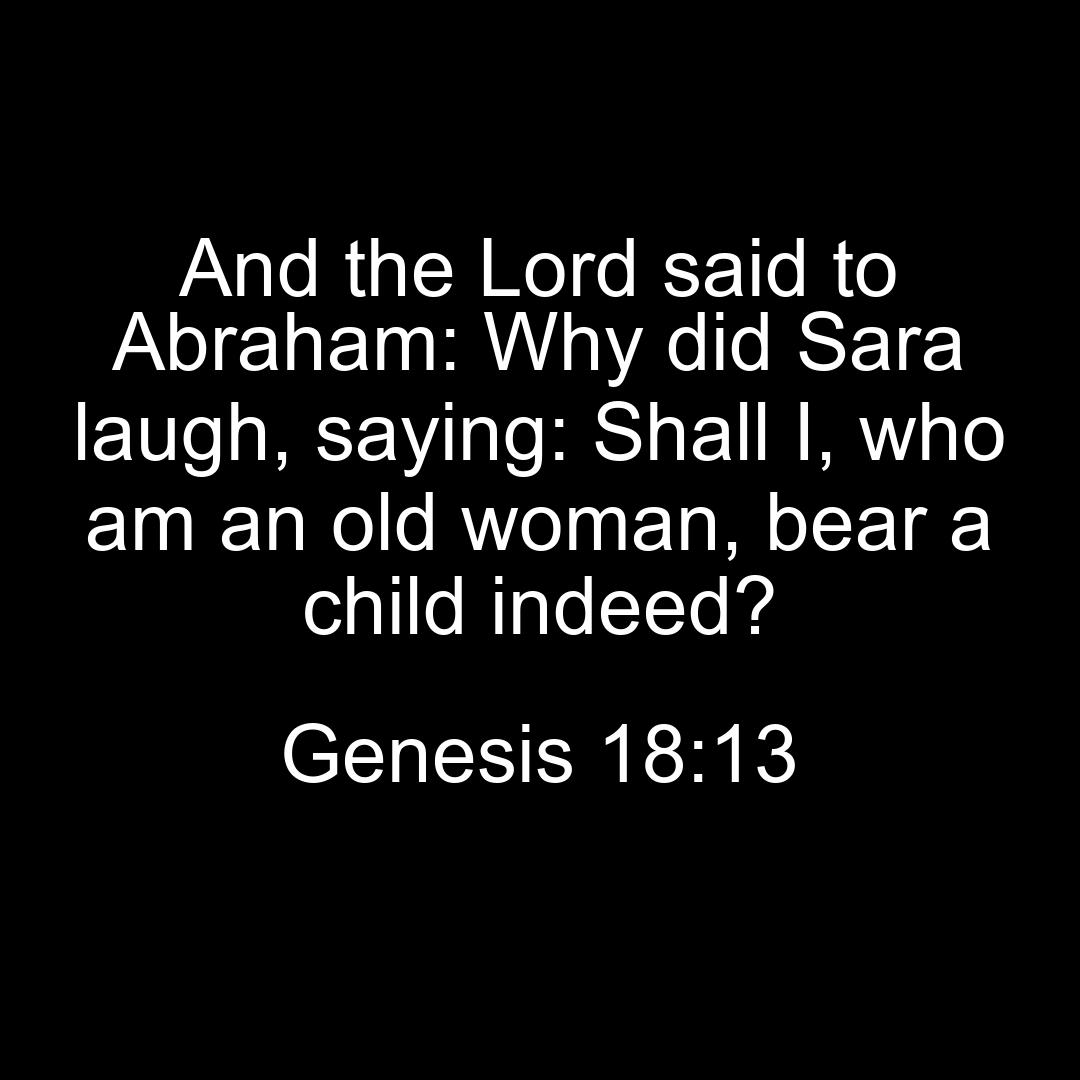 And the Lord said to
Abraham: Why did Sara
laugh, saying: Shall I, who
am an old woman, bear a
child indeed?
Genesis 18:13